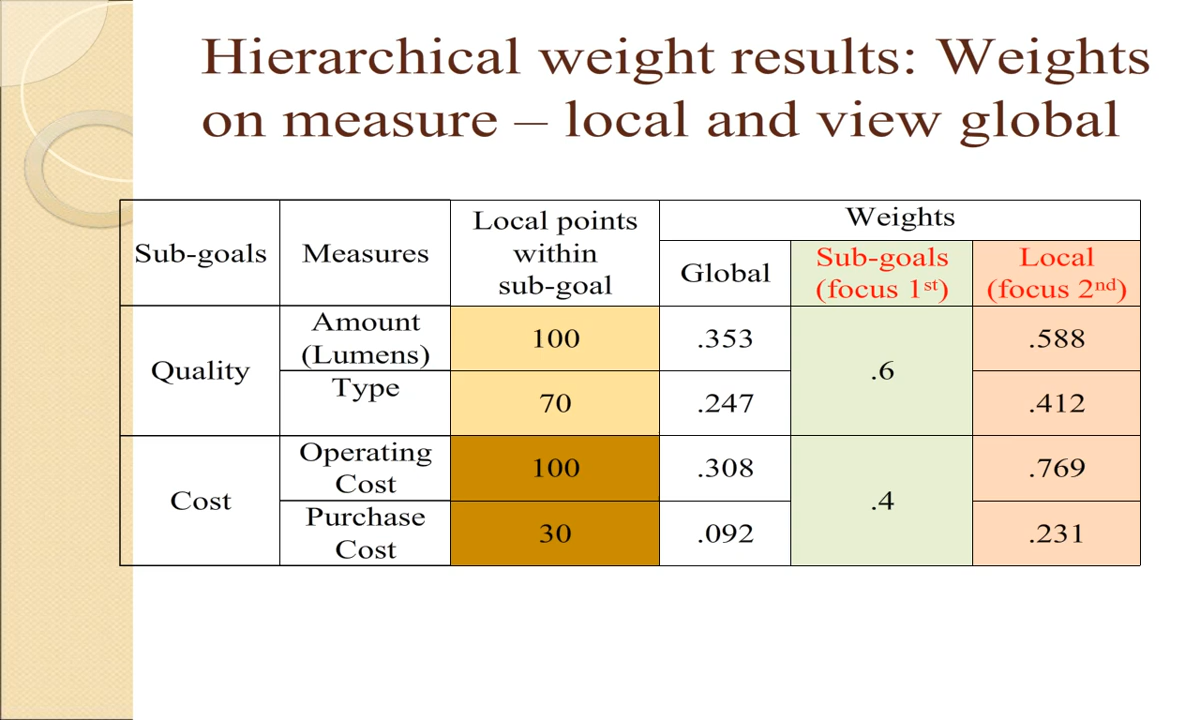 Hierarchical weight results: Weights
on measure – local and view global
Sub-goals
Measures
Local points
within
sub-goal
Weights
Global
Sub-goals
(focus 1st)
Local
(focus 2nd)
Quality
Amount
(Lumens)
100
.353
.6
.588
Type
70
.247
.412
Cost
Operating
Cost
100
.308
.4
.769
Purchase
Cost
30
.092
.231